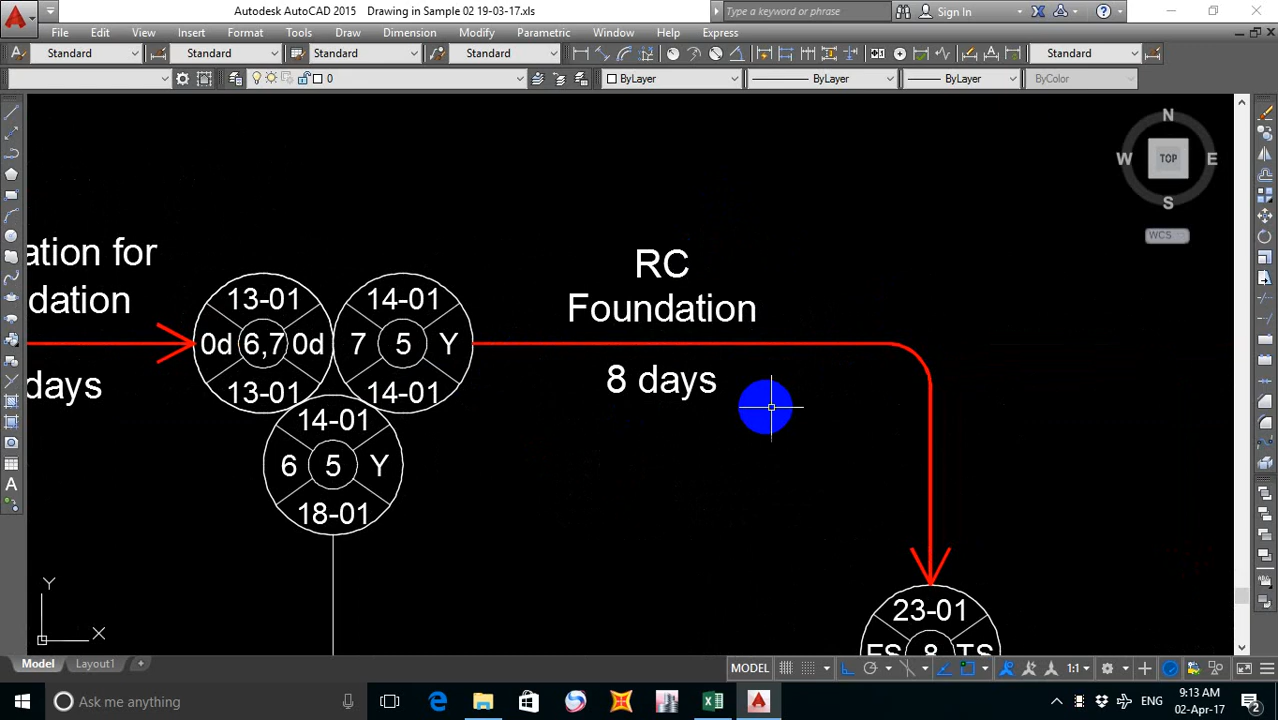 Autodesk AutoCAD 2015 Drawing in Sample 02 19-03-17.xls
Type a keyword or phrase
Sign In
File Edit View Insert Format Tools Draw Dimension Modify Parametric Window Help Express
Standard Standard Standard Standard Standard
0 ByLayer ByLayer ByLayer ByColor
N
W TOP E
S
WCS
ation for
dation
days
13-01
0d 6,7 0d
13-01
14-01
7 5 Y
14-01
14-01
6 5 Y
18-01
RC
Foundation
8 days
23-01
ES 8 TS
Y
X
Model Layout1
MODEL 1:1
Ask me anything
ENG
9:13 AM
02-Apr-17
2